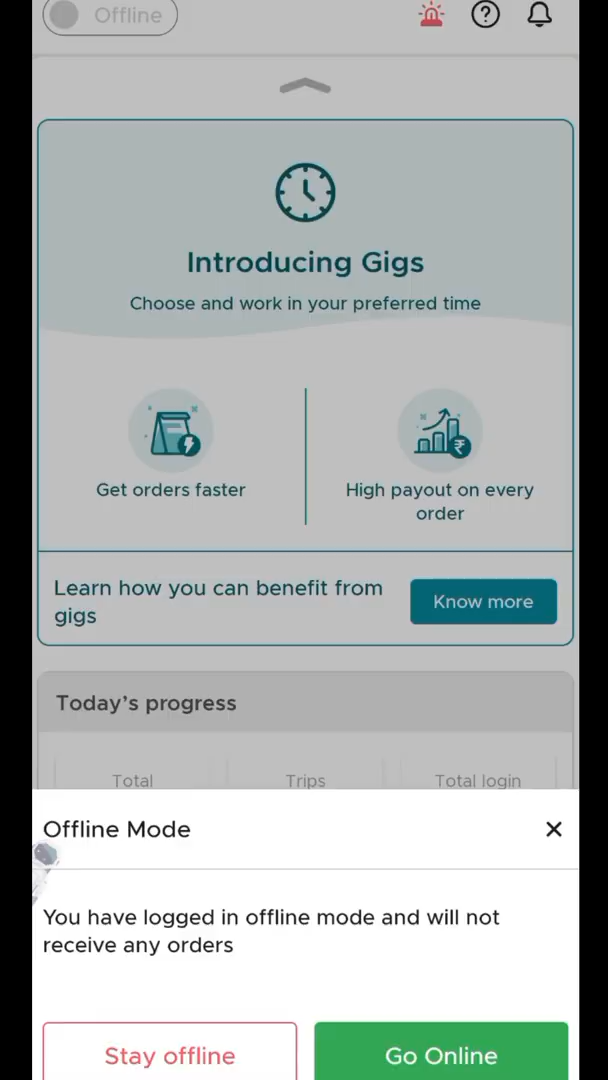 Offline
Introducing Gigs
Choose and work in your preferred time
Get orders faster
High payout on every
order
Learn how you can benefit from
gigs
Know more
Today's progress
Total
Trips
Total login
Offline Mode
You have logged in offline mode and will not
receive any orders
Stay offline
Go Online